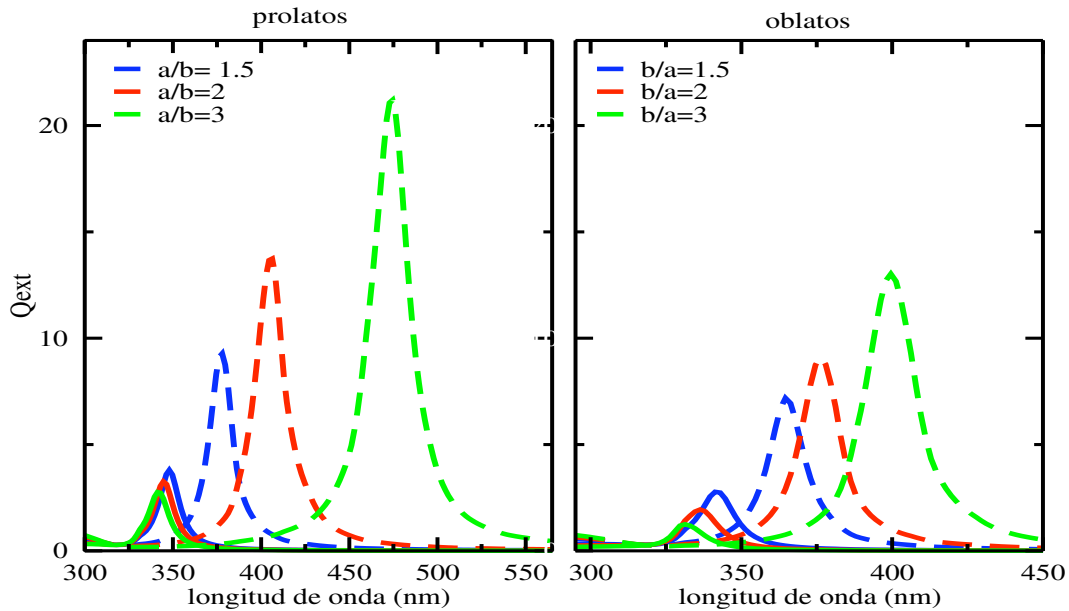 prolatos
a/b= 1.5
a/b=2
a/b=3
Qext
20
10
0
300 350 400 450 500 550
longitud de onda (nm)
oblatos
b/a=1.5
b/a=2
b/a=3
300 350 400 450
longitud de onda (nm)